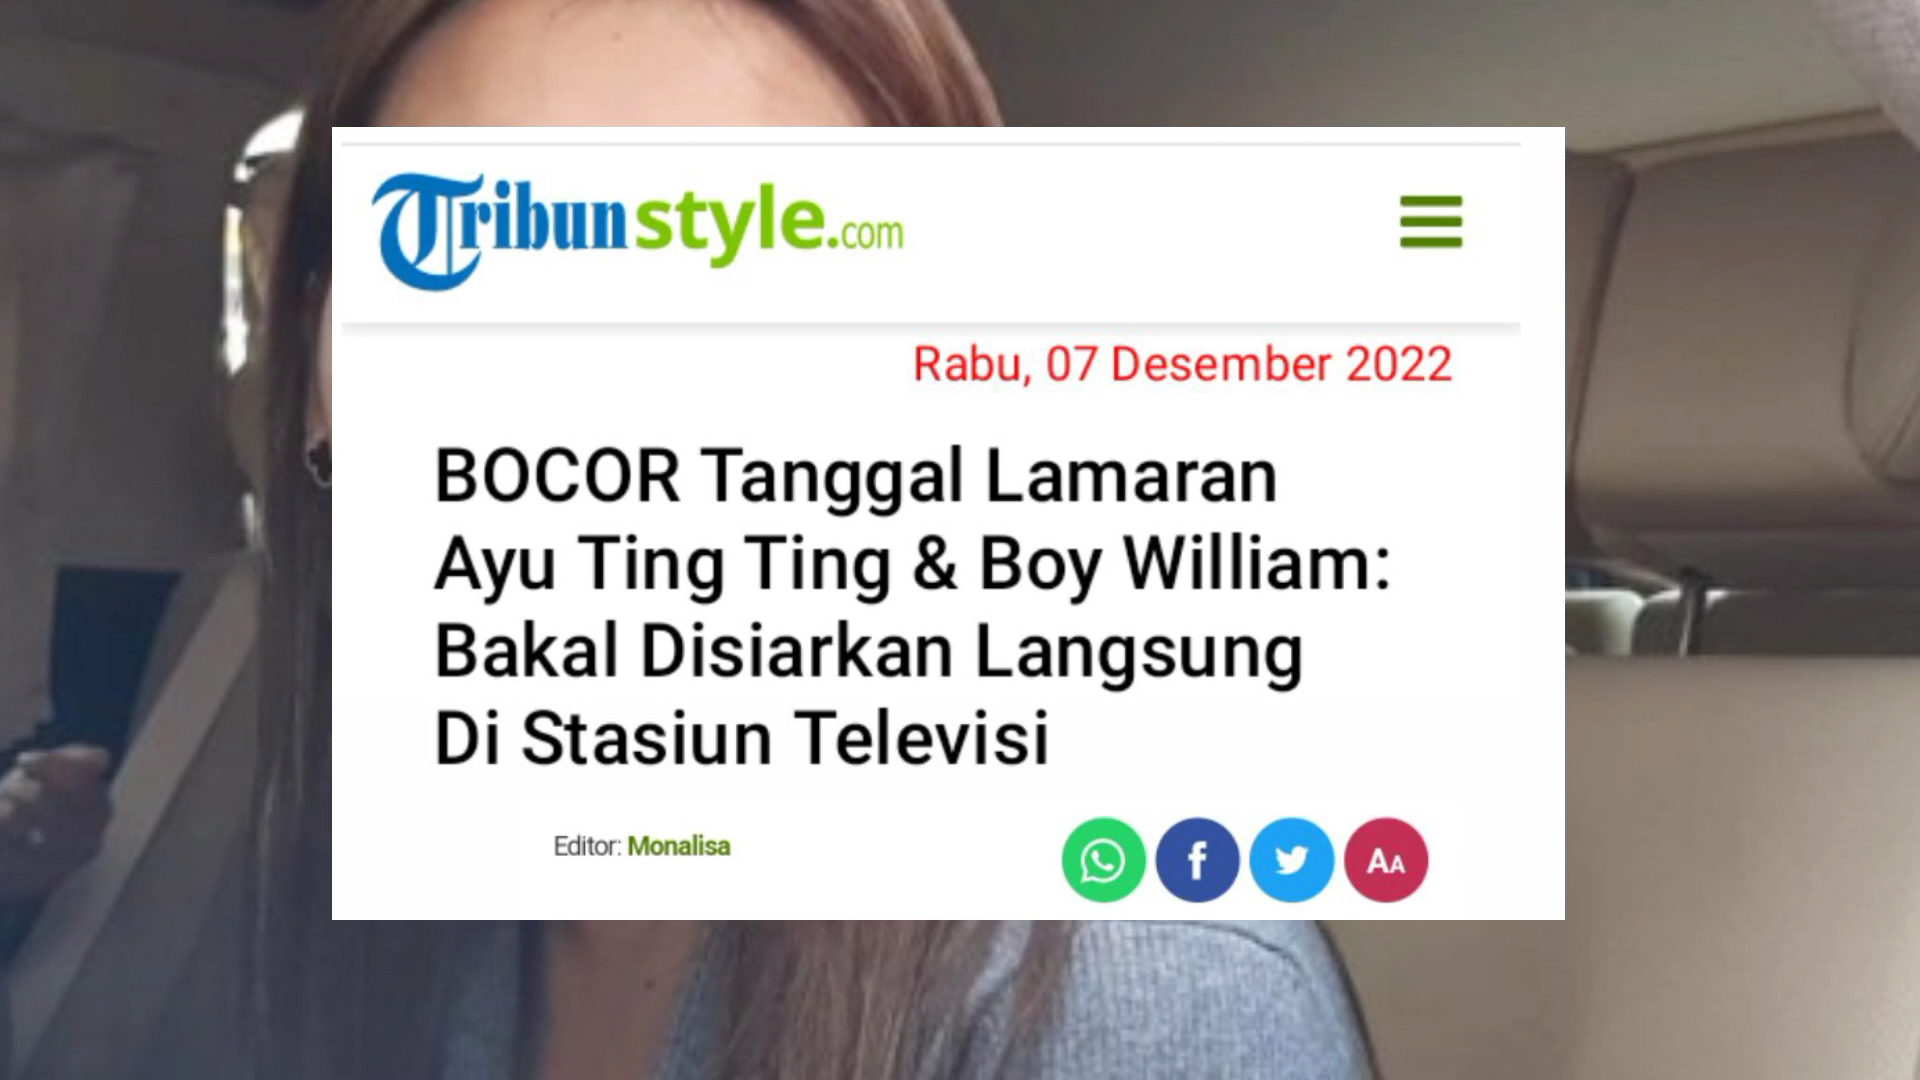 Tribunstyle.com
Rabu, 07 Desember 2022
BOCOR Tanggal Lamaran
Ayu Ting Ting & Boy William:
Bakal Disiarkan Langsung
Di Stasiun Televisi
Editor: Monalisa
AA